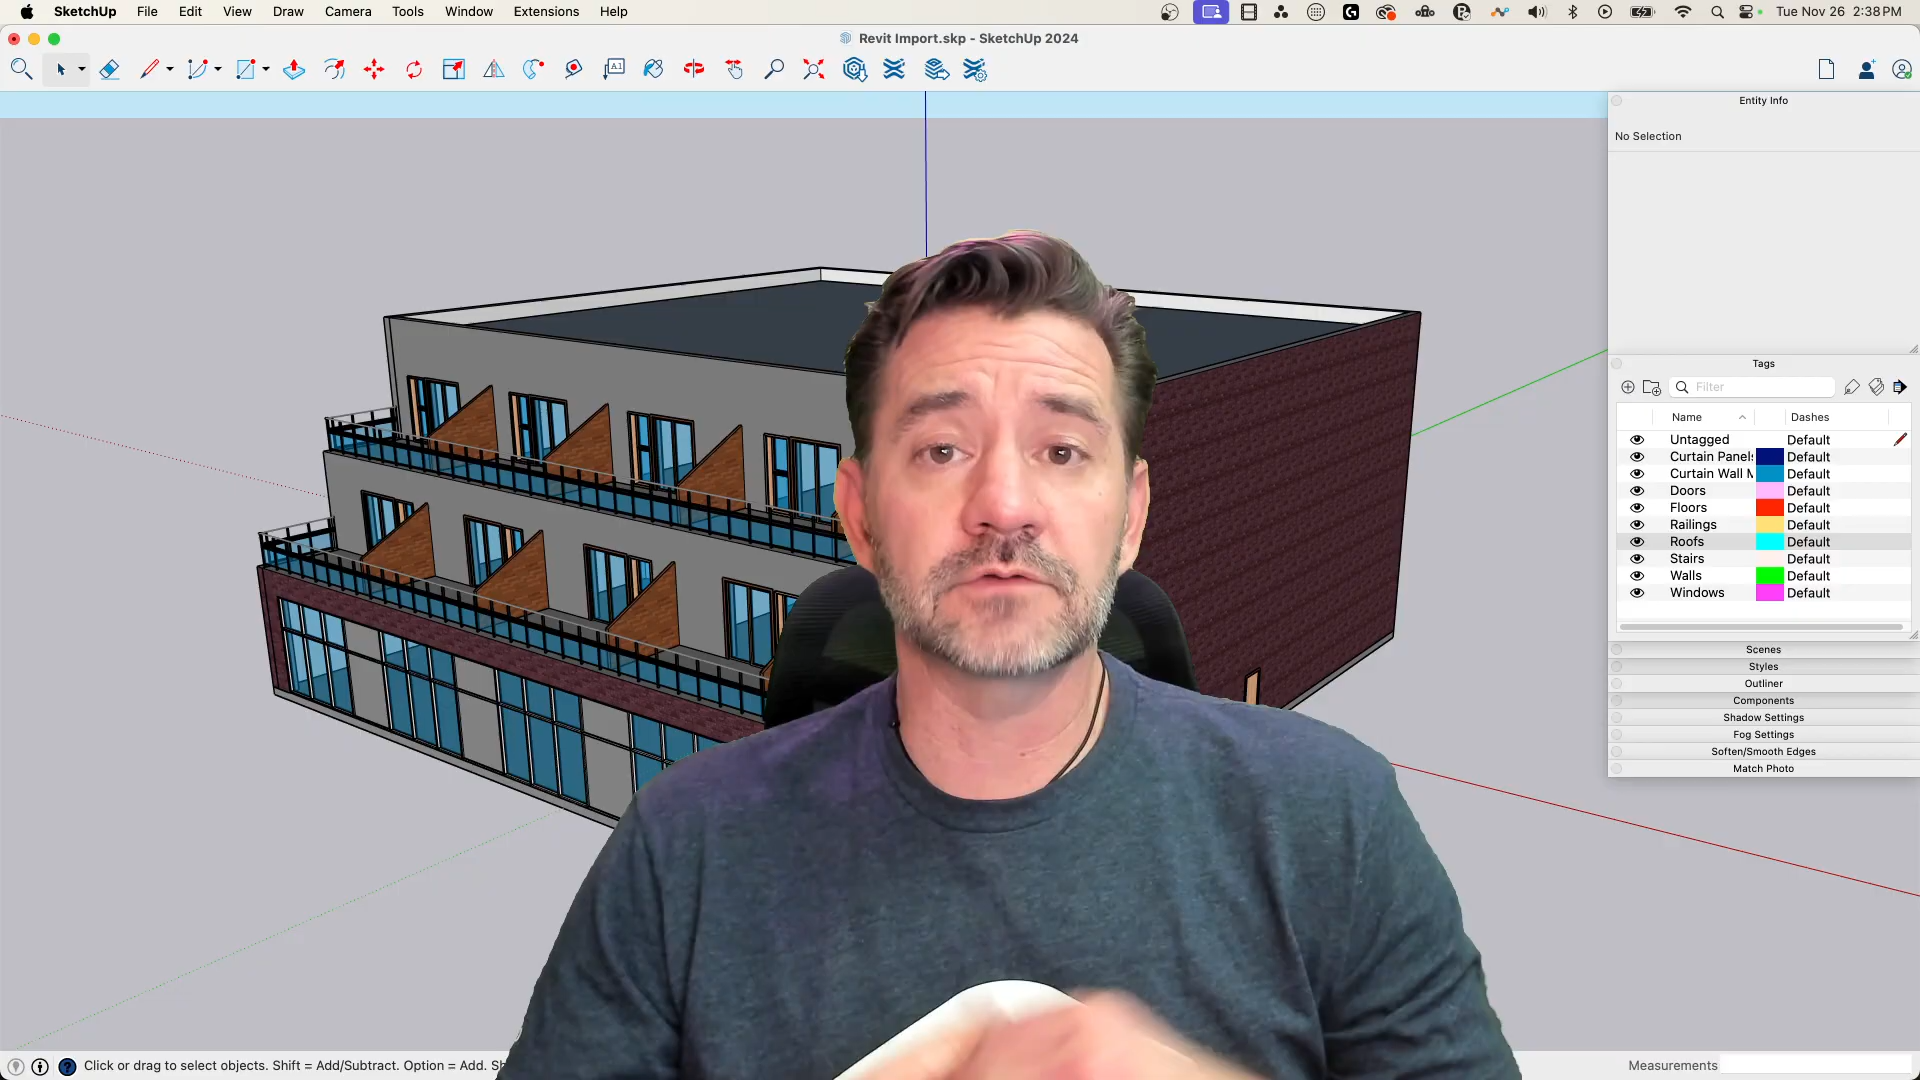 SketchUp File Edit View Draw Camera Tools Window Extensions Help
Tue Nov 26 2:38 PM
Revit Import.skp - SketchUp 2024
A1
Entity Info
No Selection
Tags
Filter
Name Dashes
Untagged Default
Curtain Panel Default
Curtain Wall M Default
Doors Default
Floors Default
Railings Default
Roofs Default
Stairs Default
Walls Default
Windows Default
Scenes
Styles
Outliner
Components
Shadow Settings
Fog Settings
Soften/Smooth Edges
Match Photo
Click or drag to select objects. Shift = Add/Subtract. Option = Add. Sh
Measurements